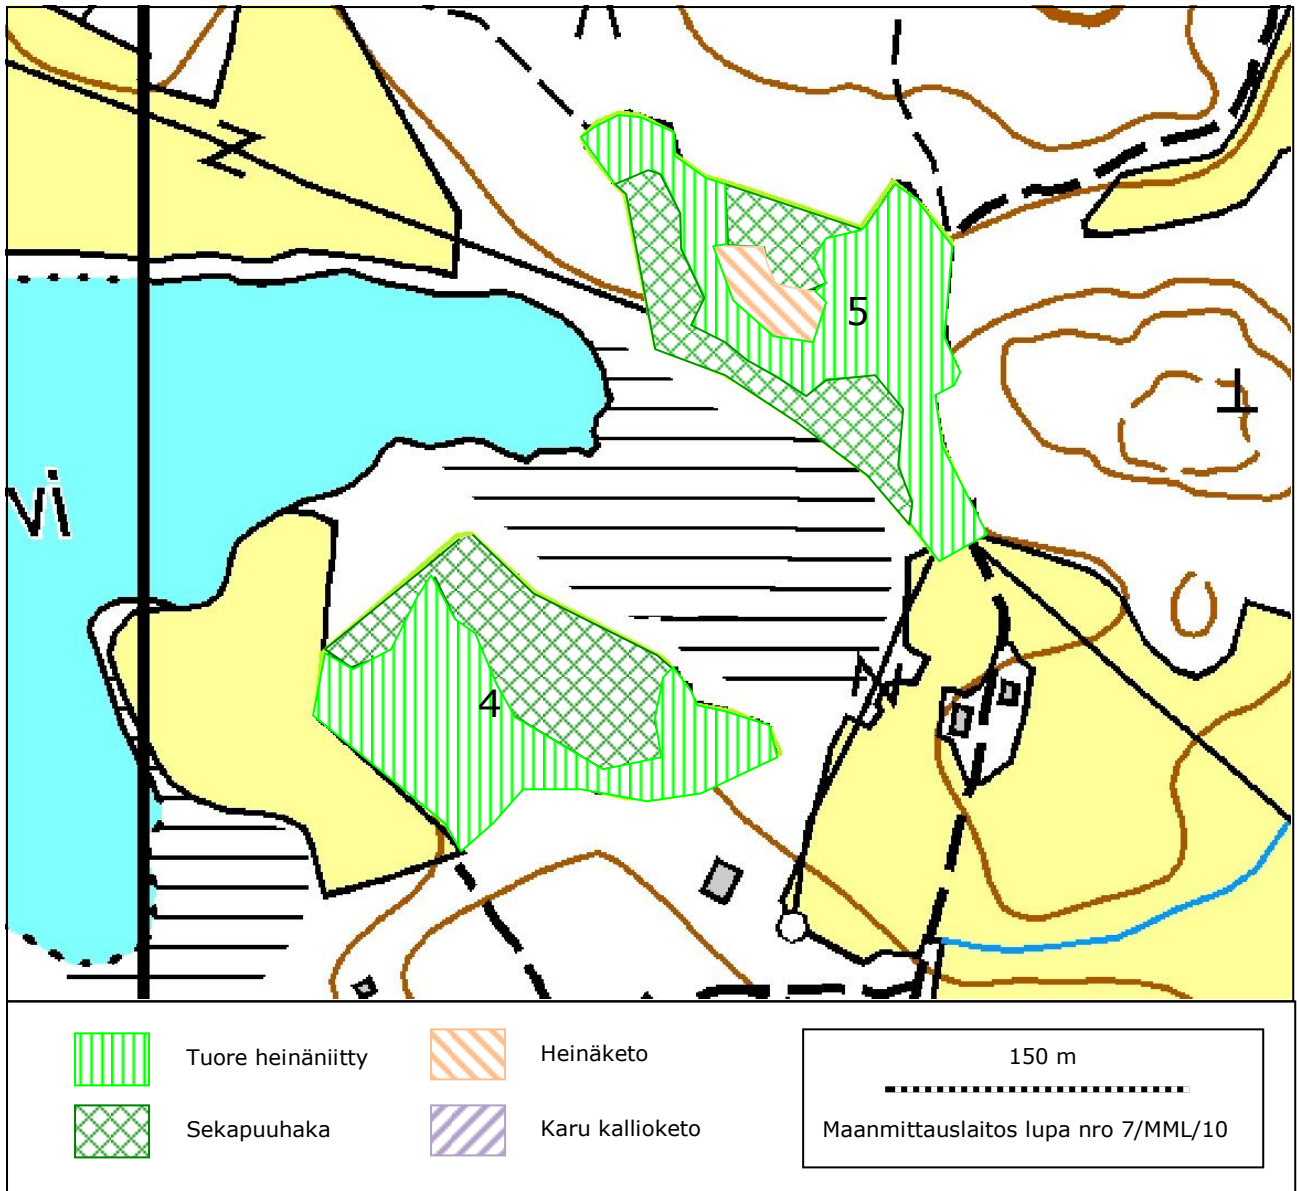 5
vi
4
Tuore heinäniitty
Heinäketo
Sekapuuhaka
Karu kallioketo
150 m
Maanmittauslaitos lupa nro 7/MML/10